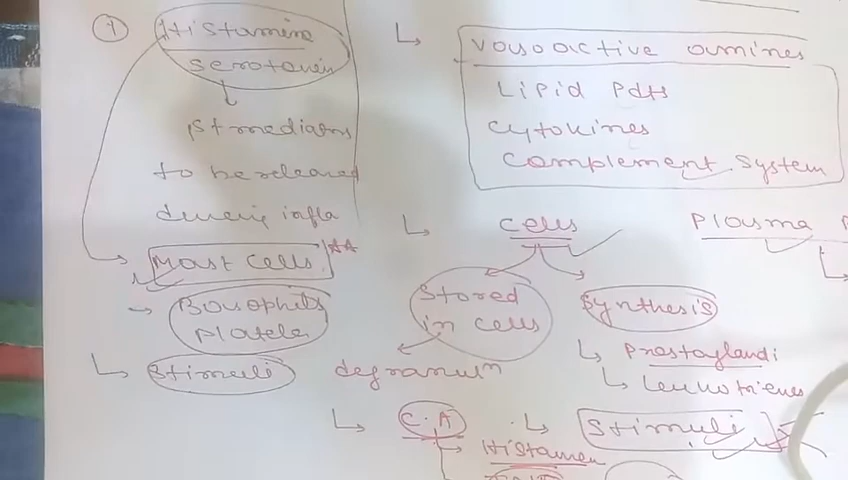 1 Histamine
serotonin
↓
1st mediators
to be released
during infla
Mast cells **
→ Basophils
platelets
↳ Stimuli
↳ vasoactive amines
Lipid Pdts
cytokines
complement system
↳ cells
Plasma P
stored
in cells
synthesis
degranulⁿ
↳ Prostaglandi
↳ Leukotrienes
↳ C.A
↳ Stimuli
→ Histamen